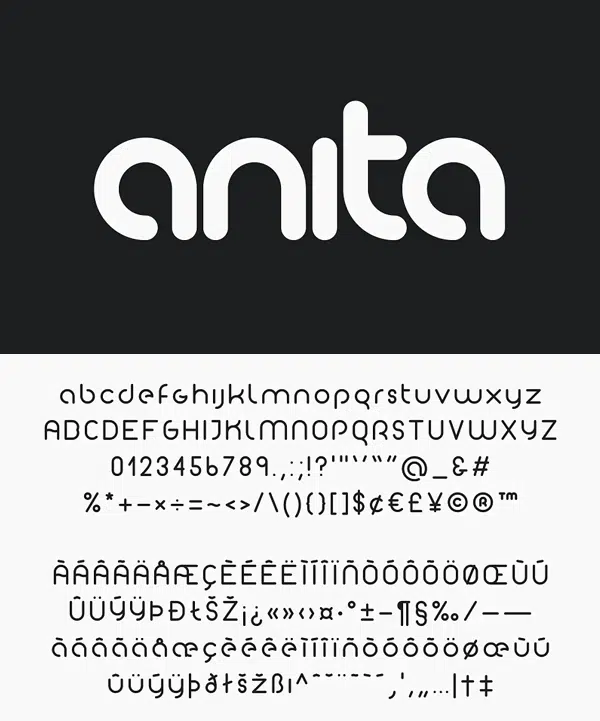 anita
abcdefghijklmnopqrstuvwxyz
ABCDEFGHIJKLMNOPQRSTUVWXYZ
0123456789.,:;!?'"‘’“”@_&#
%*+−×÷=~<>/\(){}[]$¢€£¥©®™
ÀÁÂÃÄÅÆÇÈÉÊËÌÍÎÏÑÒÓÔÕÖØŒÙÚ
ÛÜÝŸÞÐŁŠŽ¡¿«»‹›¤·°±–¶§‰⁄–—
àáâãäåæçèéêëìíîïñòóôõöøœùú
ûüýÿþðłšžßı^ˆ˜¨¯˘´¸'‚„…|†‡